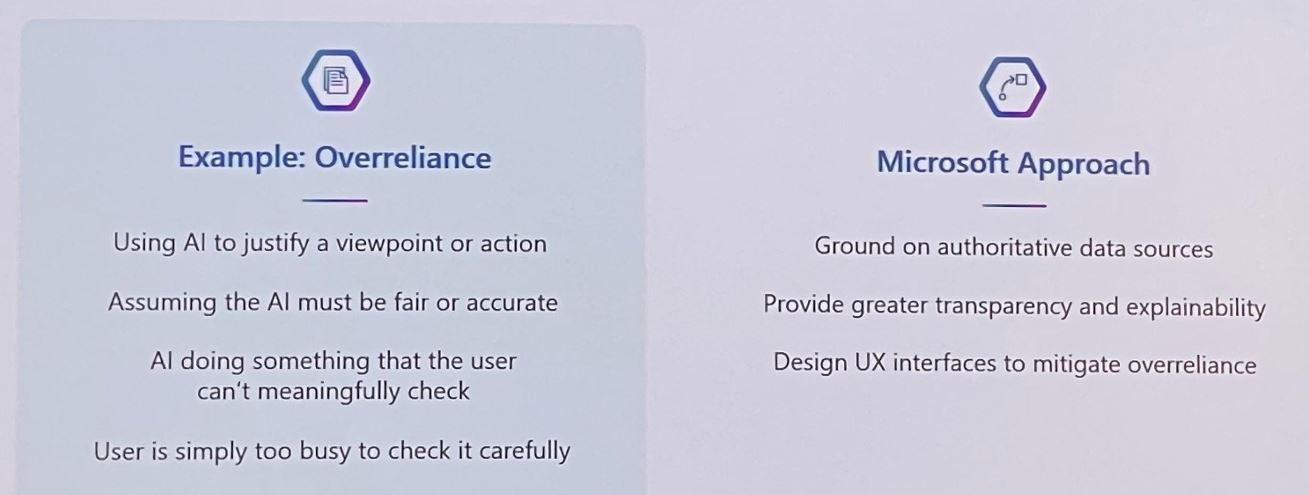 Example: Overreliance
Using AI to justify a viewpoint or action
Assuming the AI must be fair or accurate
AI doing something that the user
can't meaningfully check
User is simply too busy to check it carefully
Microsoft Approach
Ground on authoritative data sources
Provide greater transparency and explainability
Design UX interfaces to mitigate overreliance